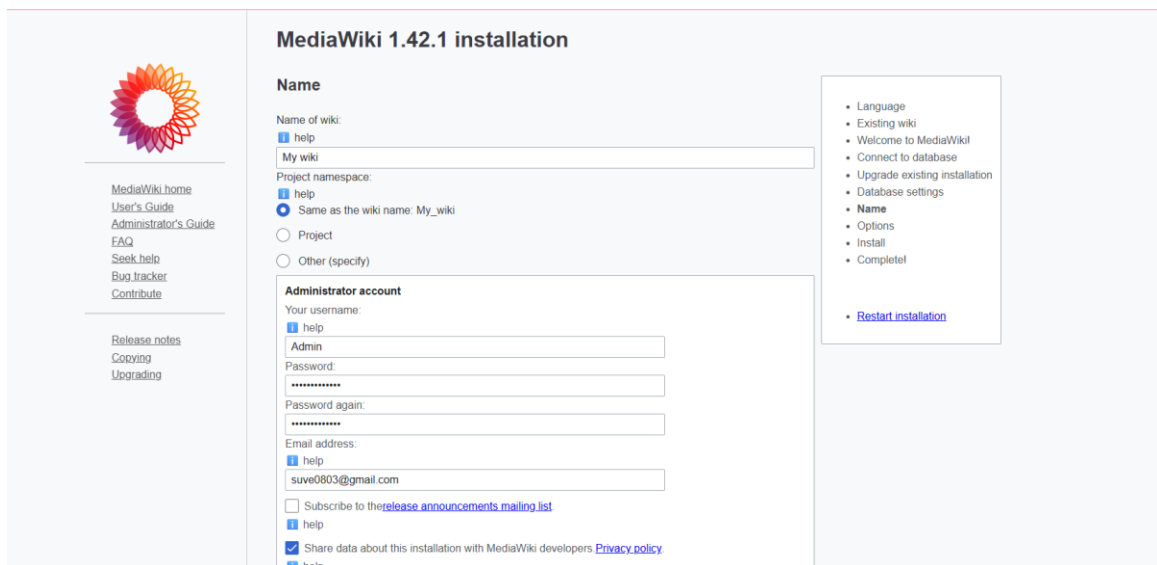 MediaWiki 1.42.1 installation
MediaWiki home
User's Guide
Administrator's Guide
FAQ
Seek help
Bug tracker
Contribute
Release notes
Copying
Upgrading
Name
Name of wiki:
help
My wiki
Project namespace:
help
Same as the wiki name: My_wiki
Project
Other (specify)
Administrator account
Your username:
help
Admin
Password:
•••••••••••••
Password again:
•••••••••••••
Email address:
help
suve0803@gmail.com
Subscribe to the release announcements mailing list.
help
Share data about this installation with MediaWiki developers. Privacy policy.
help
Language
Existing wiki
Welcome to MediaWiki!
Connect to database
Upgrade existing installation
Database settings
Name
Options
Install
Complete!
Restart installation